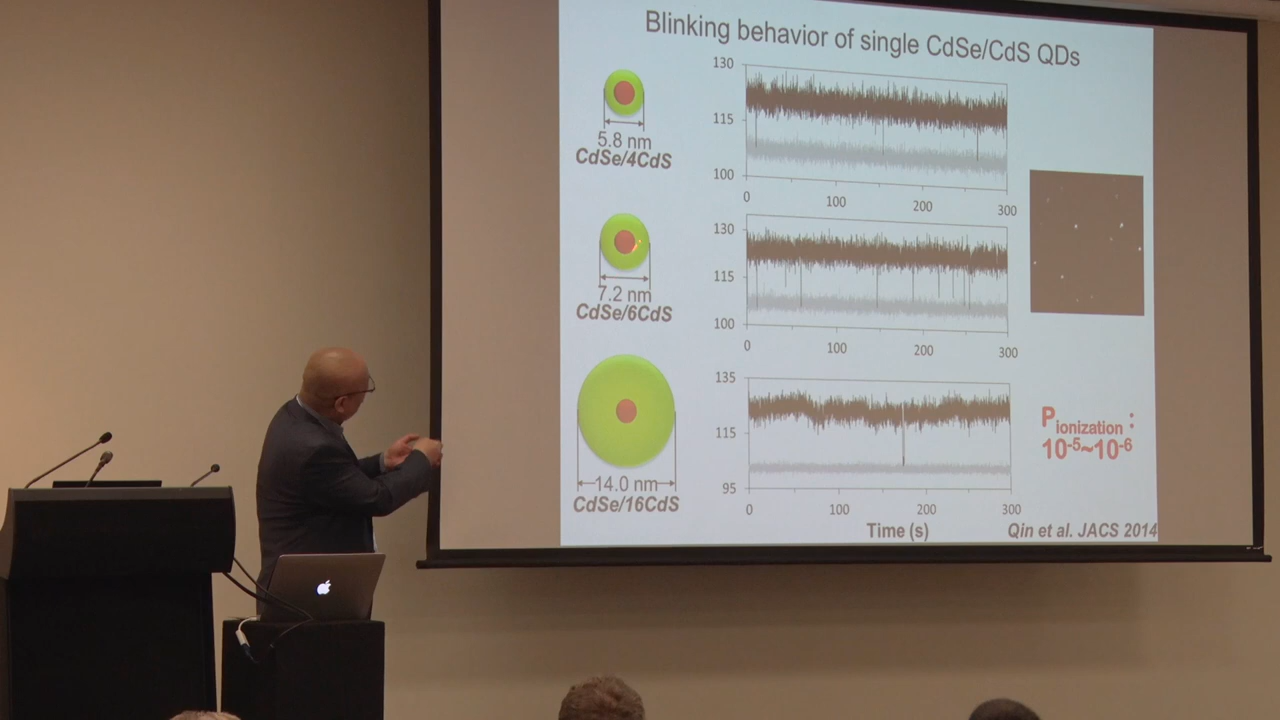 Blinking behavior of single CdSe/CdS QDs
5.8 nm
CdSe/4CdS
130
115
100
0 100 200 300
7.2 nm
CdSe/6CdS
130
115
100
0 100 200 300
14.0 nm
CdSe/16CdS
135
115
95
0 100 200 300
Time (s)
Pionization :
10-5~10-6
Qin et al. JACS 2014